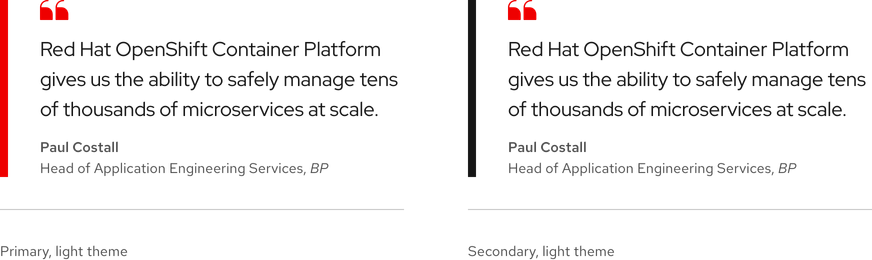 Red Hat OpenShift Container Platform
gives us the ability to safely manage tens
of thousands of microservices at scale.
Paul Costall
Head of Application Engineering Services, BP
Primary, light theme
Red Hat OpenShift Container Platform
gives us the ability to safely manage tens
of thousands of microservices at scale.
Paul Costall
Head of Application Engineering Services, BP
Secondary, light theme